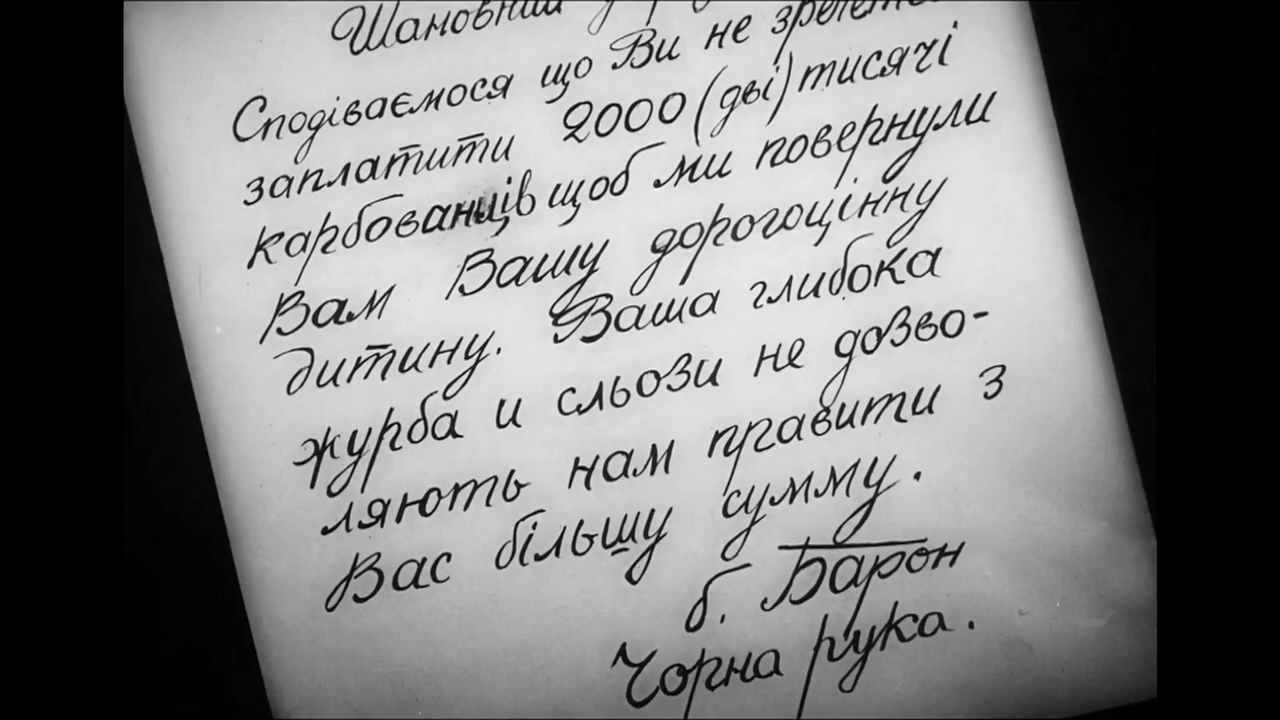 Шановний
Сподіваємося що Ви не
заплатити 2000 (дві) тисячі
карбованців щоб ми повернули
Вам Вашу дорогоцінну
дитину. Ваша глибока
журба и сльози не дозво-
ляють нам правити з
Вас більшу сумму.
б. Барон
Чорна рука.